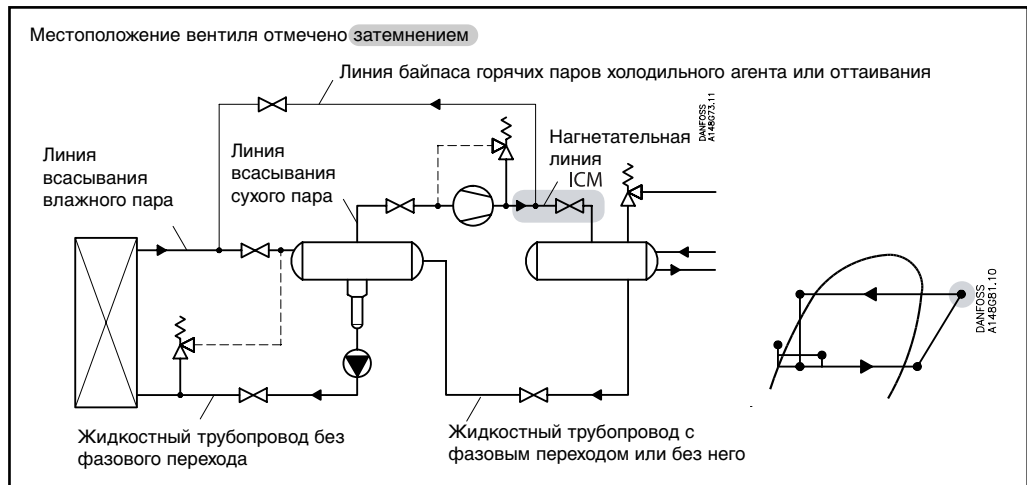 Местоположение вентиля отмечено затемнением
Линия байпаса горячих паров холодильного агента или оттаивания
DANFOSS
A148G73.11
Линия
всасывания
влажного пара
Линия
всасывания
сухого пара
Нагнетательная
линия
ICM
DANFOSS
A148G81.10
Жидкостный трубопровод без
фазового перехода
Жидкостный трубопровод с
фазовым переходом или без него